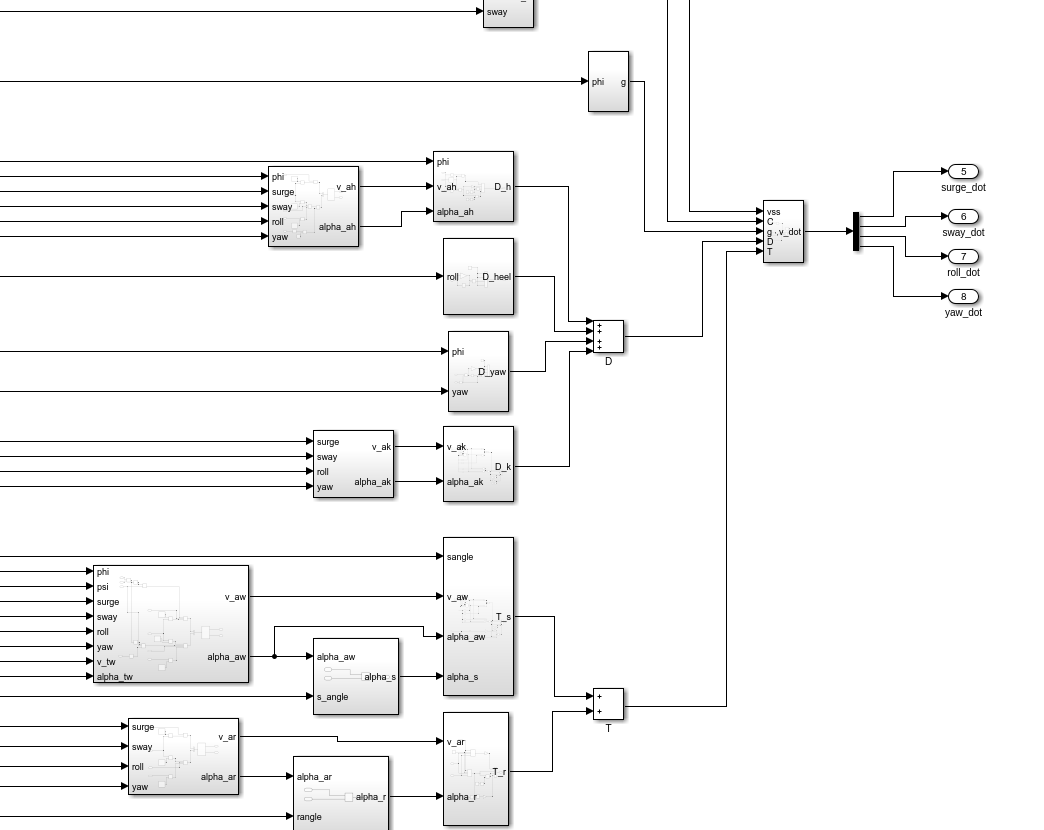 sway
phi g
phi
v_ah D_h
alpha_ah
phi
surge
sway
roll
yaw
v_ah
alpha_ah
roll D_heel
phi
D_yaw
yaw
surge
sway
roll
yaw
v_ak
alpha_ak
v_ak
D_k
alpha_ak
+
+
+
+
D
vss
C
g v_dot
D
T
5
surge_dot
6
sway_dot
7
roll_dot
8
yaw_dot
sangle
v_aw
T_s
alpha_aw
alpha_s
phi
psi
surge
sway
roll
yaw
v_tw
alpha_tw
v_aw
alpha_aw
alpha_aw
alpha_s
s_angle
+
+
T
surge
sway
roll
yaw
v_ar
alpha_ar
v_ar
T_r
alpha_r
alpha_ar
alpha_r
rangle